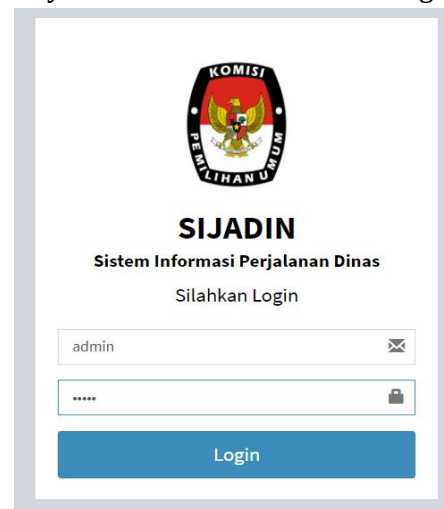 KOMISI
PEMILIHAN UMUM
SIJADIN
Sistem Informasi Perjalanan Dinas
Silahkan Login
admin
•••••
Login